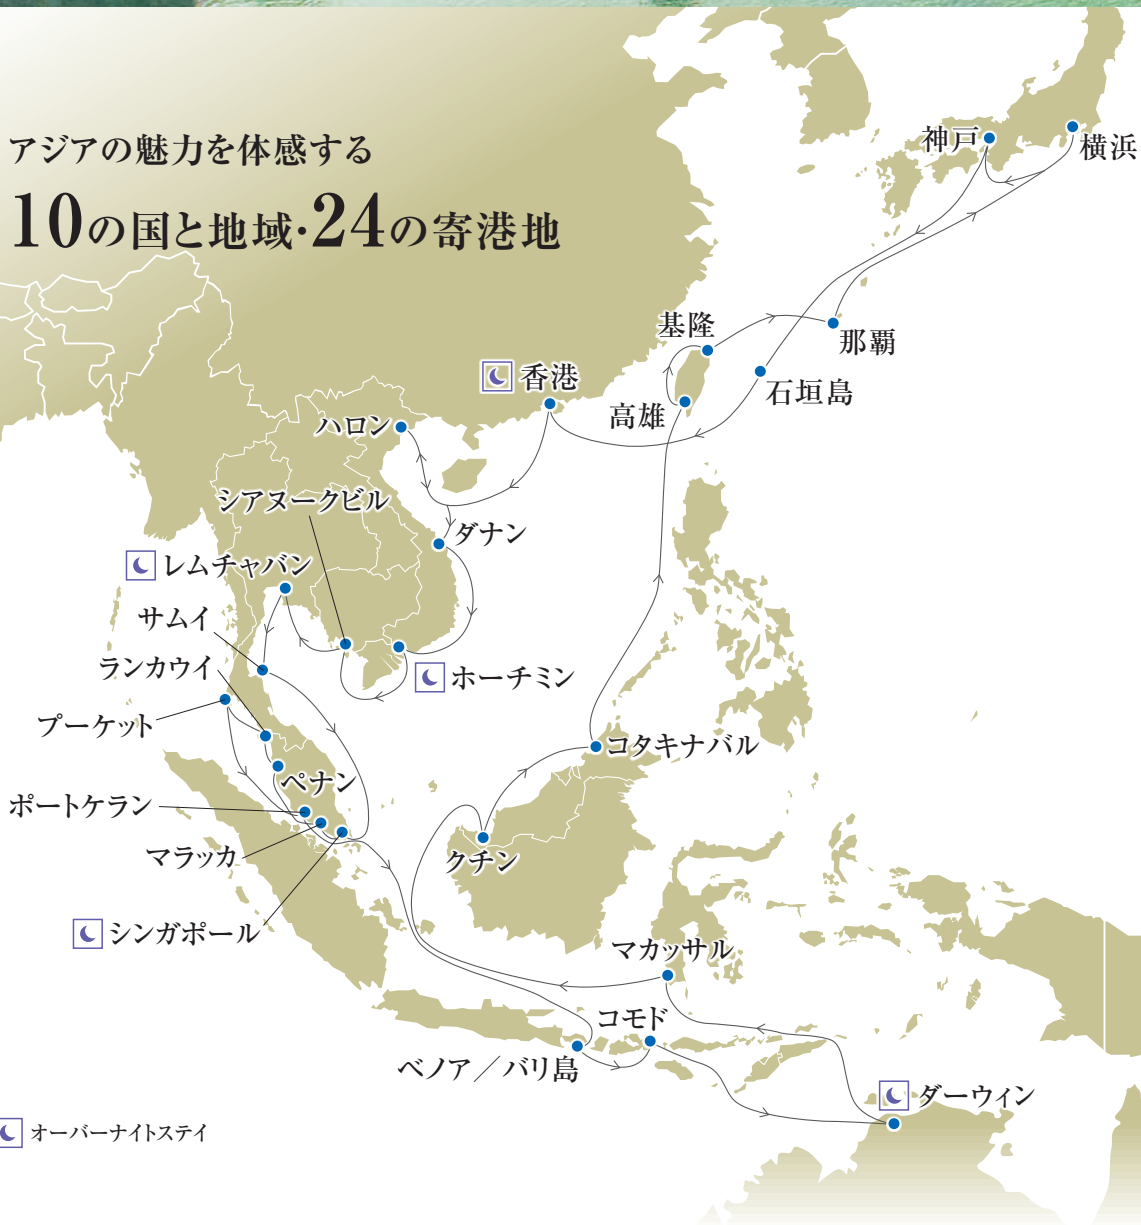 アジアの魅力を体感する
10の国と地域・24の寄港地
神戸
横浜
基隆
那覇
香港
石垣島
高雄
ハロン
シアヌークビル
ダナン
レムチャバン
サムイ
ランカウイ
ホーチミン
プーケット
コタキナバル
ペナン
ポートケラン
マラッカ
クチン
シンガポール
マカッサル
コモド
ベノア／バリ島
ダーウィン
オーバーナイトステイ